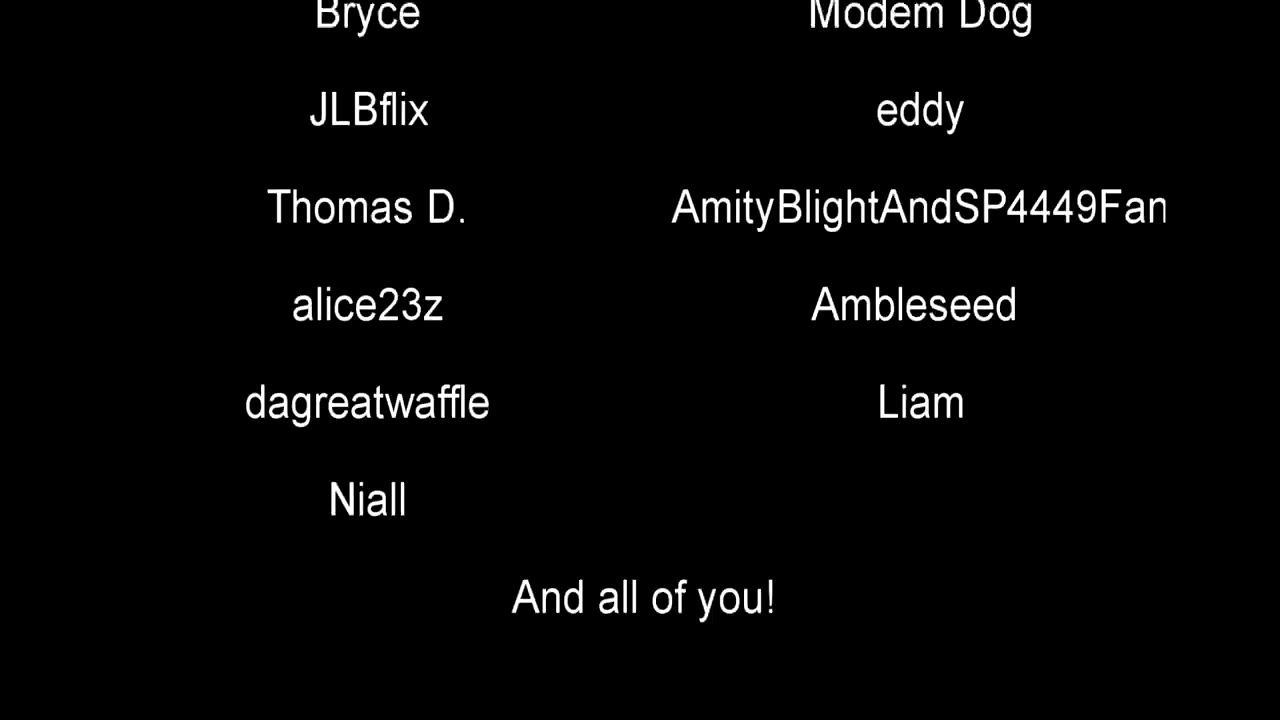 Bryce Modem Dog
JLBflix eddy
Thomas D. AmityBlightAndSP4449Fan
alice23z Ambleseed
dagreatwaffle Liam
Niall
And all of you!